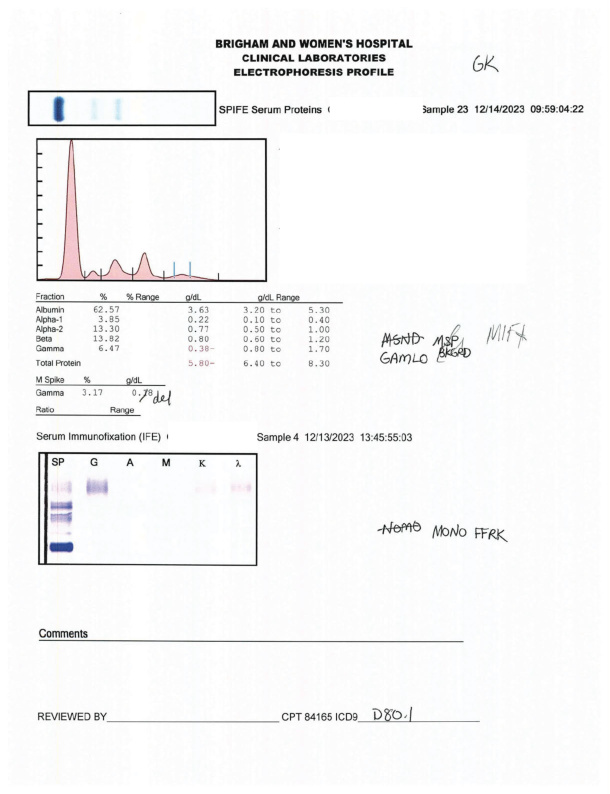 BRIGHAM AND WOMEN'S HOSPITAL
CLINICAL LABORATORIES
ELECTROPHORESIS PROFILE
GK
SPIFE Serum Proteins Sample 23 12/14/2023 09:59:04:22
Fraction % % Range g/dL g/dL Range
Albumin 62.57 3.63 3.20 to 5.30
Alpha-1 3.85 0.22 0.10 to 0.40
Alpha-2 13.30 0.77 0.50 to 1.00
Beta 13.82 0.80 0.60 to 1.20
Gamma 6.47 0.38- 0.80 to 1.70
Total Protein 5.80- 6.40 to 8.30
MSP
GAMLO BKGRD
M Spike % g/dL
Gamma 3.17 0.18 del
Ratio Range
Serum Immunofixation (IFE) Sample 4 12/13/2023 13:45:55:03
SP G A M K λ
MONO FFRK
Comments
REVIEWED BY CPT 84165 ICD9 D80.1